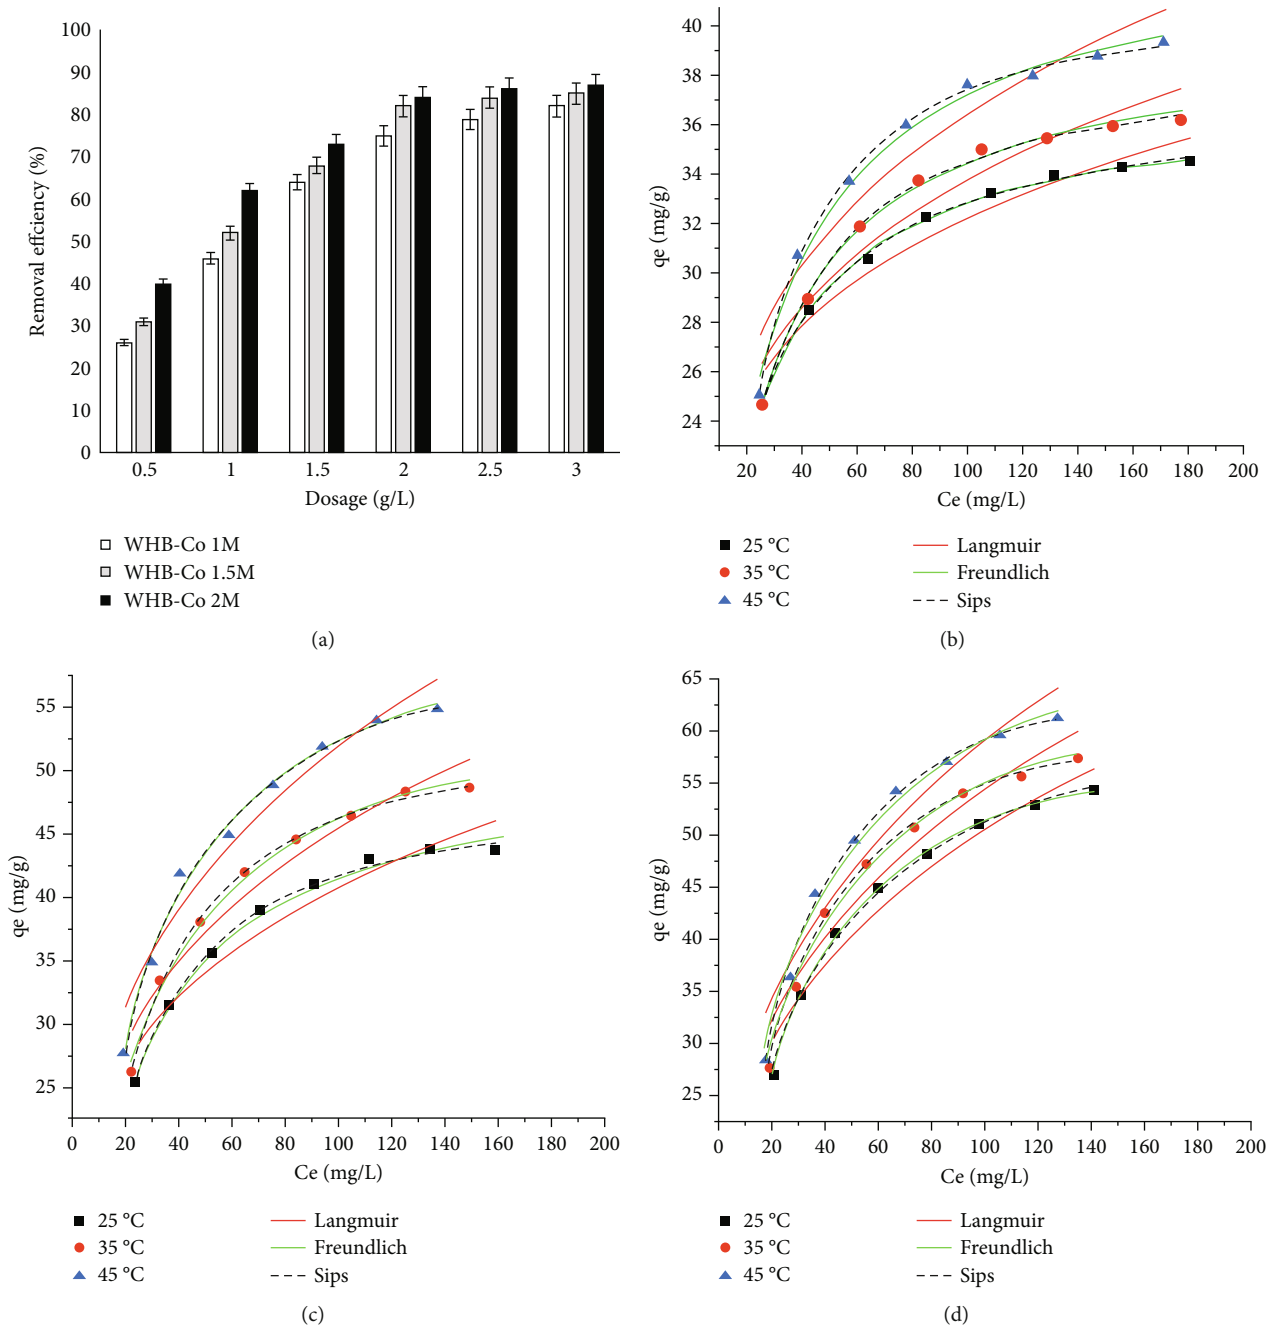 100
90
80
70
60
50
40
30
20
10
0
Removal effciency (%)
0.5 1 1.5 2 2.5 3
Dosage (g/L)
WHB-Co 1M
WHB-Co 1.5M
WHB-Co 2M
(a)
40
38
36
34
32
30
28
26
24
qe (mg/g)
20 40 60 80 100 120 140 160 180 200
Ce (mg/L)
25 °C Langmuir
35 °C Freundlich
45 °C Sips
(b)
55
50
45
40
35
30
25
qe (mg/g)
0 20 40 60 80 100 120 140 160 180 200
Ce (mg/L)
25 °C Langmuir
35 °C Freundlich
45 °C Sips
(c)
65
60
55
50
45
40
35
30
25
qe (mg/g)
0 20 40 60 80 100 120 140 160 180 200
Ce (mg/L)
25 °C Langmuir
35 °C Freundlich
45 °C Sips
(d)